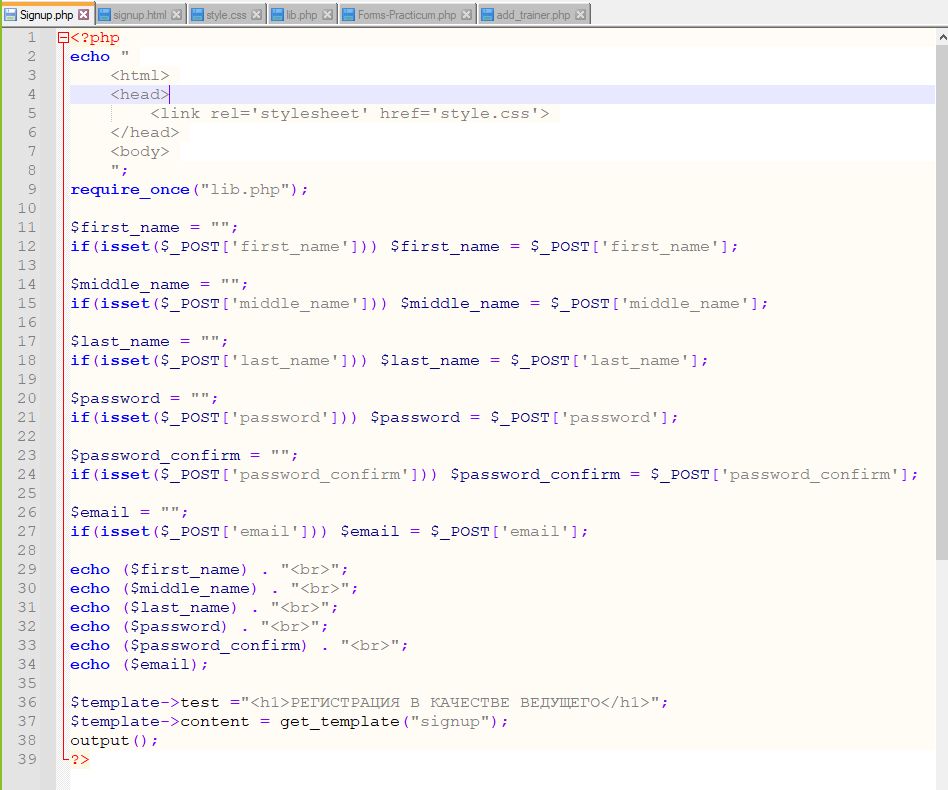 Signup.php signup.html style.css lib.php Forms-Practicum.php add_trainer.php
1 <?php
2 echo "
3 <html>
4 <head>
5 <link rel='stylesheet' href='style.css'>
6 </head>
7 <body>
8 ";
9 require_once("lib.php");
10
11 $first_name = "";
12 if(isset($_POST['first_name'])) $first_name = $_POST['first_name'];
13
14 $middle_name = "";
15 if(isset($_POST['middle_name'])) $middle_name = $_POST['middle_name'];
16
17 $last_name = "";
18 if(isset($_POST['last_name'])) $last_name = $_POST['last_name'];
19
20 $password = "";
21 if(isset($_POST['password'])) $password = $_POST['password'];
22
23 $password_confirm = "";
24 if(isset($_POST['password_confirm'])) $password_confirm = $_POST['password_confirm'];
25
26 $email = "";
27 if(isset($_POST['email'])) $email = $_POST['email'];
28
29 echo ($first_name) . "<br>";
30 echo ($middle_name) . "<br>";
31 echo ($last_name) . "<br>";
32 echo ($password) . "<br>";
33 echo ($password_confirm) . "<br>";
34 echo ($email);
35
36 $template->test ="<h1>РЕГИСТРАЦИЯ В КАЧЕСТВЕ ВЕДУЩЕГО</h1>";
37 $template->content = get_template("signup");
38 output();
39 ?>